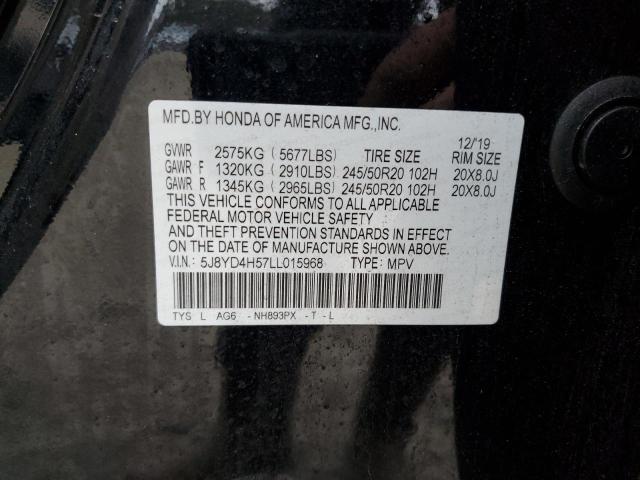 MFD.BY HONDA OF AMERICA MFG.,INC.
12/19
GVWR 2575KG (5677LBS) TIRE SIZE RIM SIZE
GAWR F 1320KG (2910LBS) 245/50R20 102H 20X8.0J
GAWR R 1345KG (2965LBS) 245/50R20 102H 20X8.0J
THIS VEHICLE CONFORMS TO ALL APPLICABLE
FEDERAL MOTOR VEHICLE SAFETY
AND THEFT PREVENTION STANDARDS IN EFFECT
ON THE DATE OF MANUFACTURE SHOWN ABOVE.
V.I.N.: 5J8YD4H57LL015968 TYPE: MPV
TYS L AG6 -NH893PX -T -L